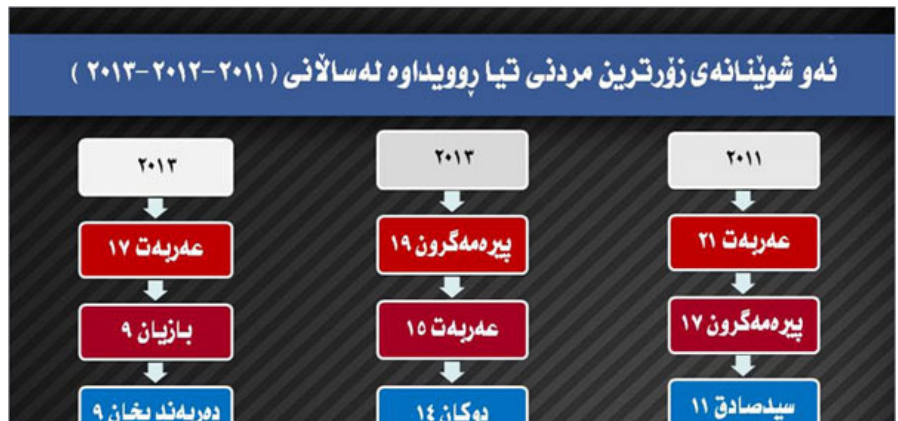 ئەو شوێنانەی زۆرترین مردنی تیا ڕوویداوە لەساڵانی ( ٢٠١١ -٢٠١٢-٢٠١٣ )
٢٠١١
عەربەت ٢١
پیرەمەگرون ١٧
سیدصادق ١١
٢٠١٣
پیرەمەگرون ١٩
عەربەت ١٥
دوکان ١٤
٢٠١٣
عەربەت ١٧
بازیان ٩
دەربەندیخان ٩